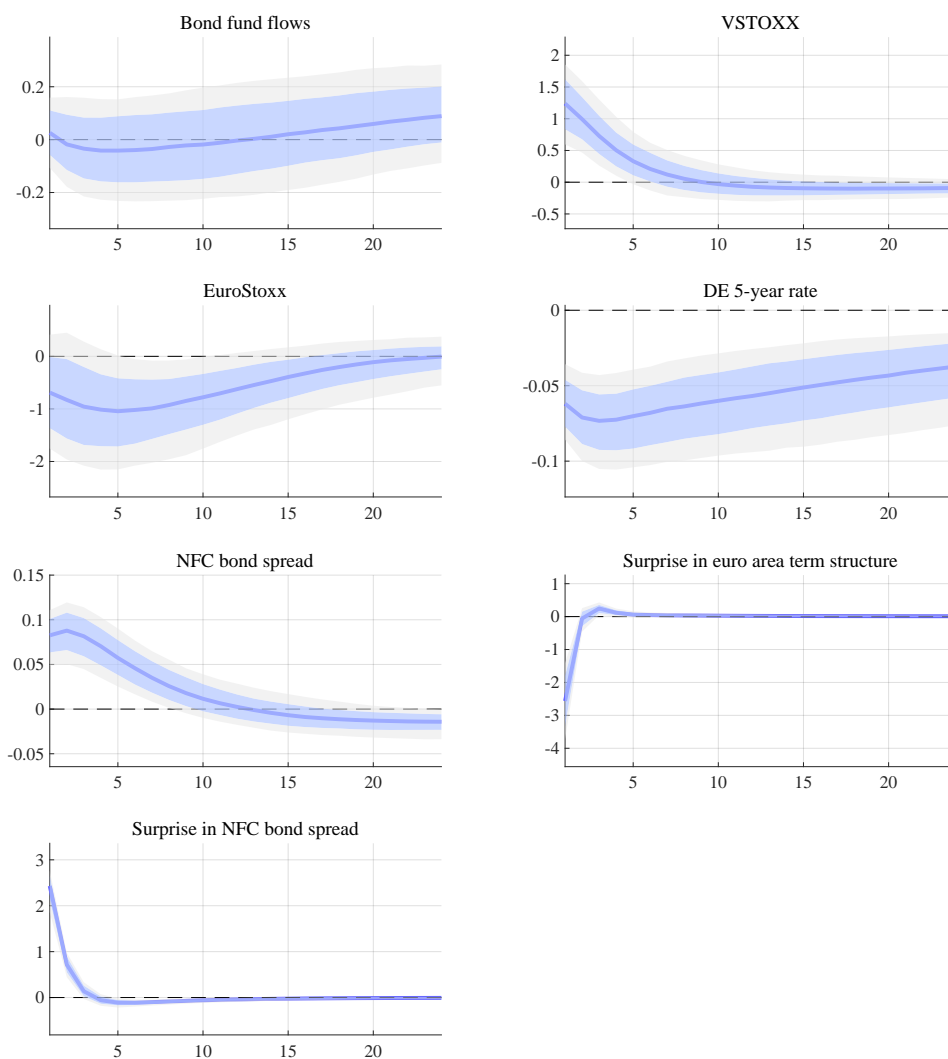 Bond fund flows
0.2
0
-0.2
5 10 15 20
VSTOXX
2
1.5
1
0.5
0
-0.5
5 10 15 20
EuroStoxx
0
-1
-2
5 10 15 20
DE 5-year rate
0
-0.05
-0.1
5 10 15 20
NFC bond spread
0.15
0.1
0.05
0
-0.05
5 10 15 20
Surprise in euro area term structure
1
0
-1
-2
-3
-4
5 10 15 20
Surprise in NFC bond spread
3
2
1
0
5 10 15 20